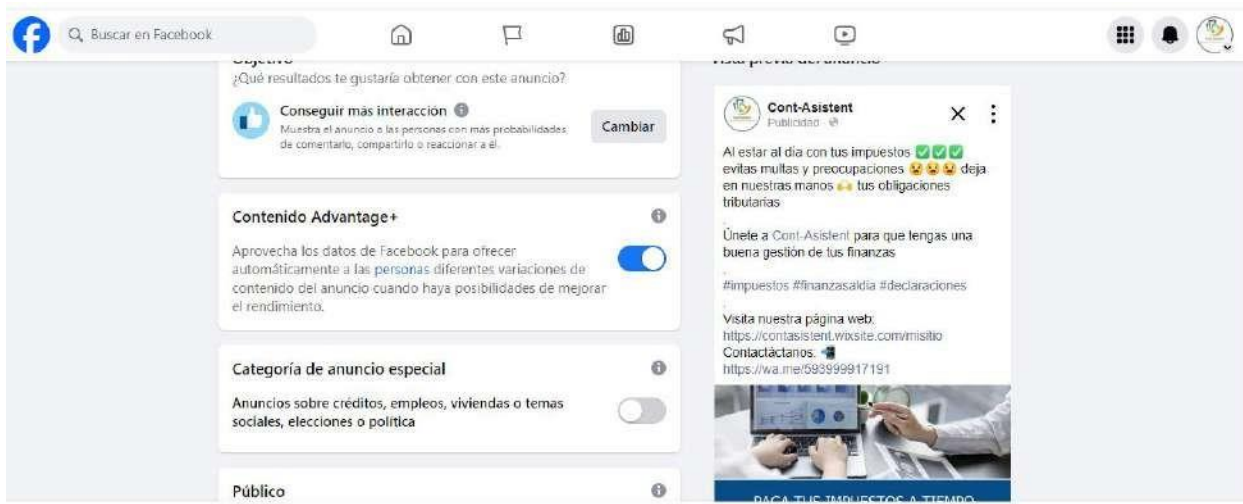 Buscar en Facebook
Objetivo
¿Qué resultados te gustaría obtener con este anuncio?
Conseguir más interacción
Muestra el anuncio a las personas con más probabilidades
de comentarlo, compartirlo o reaccionar a él.
Cambiar
Contenido Advantage+
Aprovecha los datos de Facebook para ofrecer
automáticamente a las personas diferentes variaciones de
contenido del anuncio cuando haya posibilidades de mejorar
el rendimiento.
Categoría de anuncio especial
Anuncios sobre créditos, empleos, viviendas o temas
sociales, elecciones o política
Público
Vista previa del anuncio
Cont-Asistent
Publicidad
Al estar al día con tus impuestos ✅✅✅
evitas multas y preocupaciones 😧😧😧 deja
en nuestras manos 🙌 tus obligaciones
tributarias
.
Únete a Cont-Asistent para que tengas una
buena gestión de tus finanzas
.
#impuestos #finanzasaldia #declaraciones
.
Visita nuestra página web:
https://contasistent.wixsite.com/misitio
Contactáctanos: 📲
https://wa.me/593999917191
PAGA TUS IMPUESTOS A TIEMPO